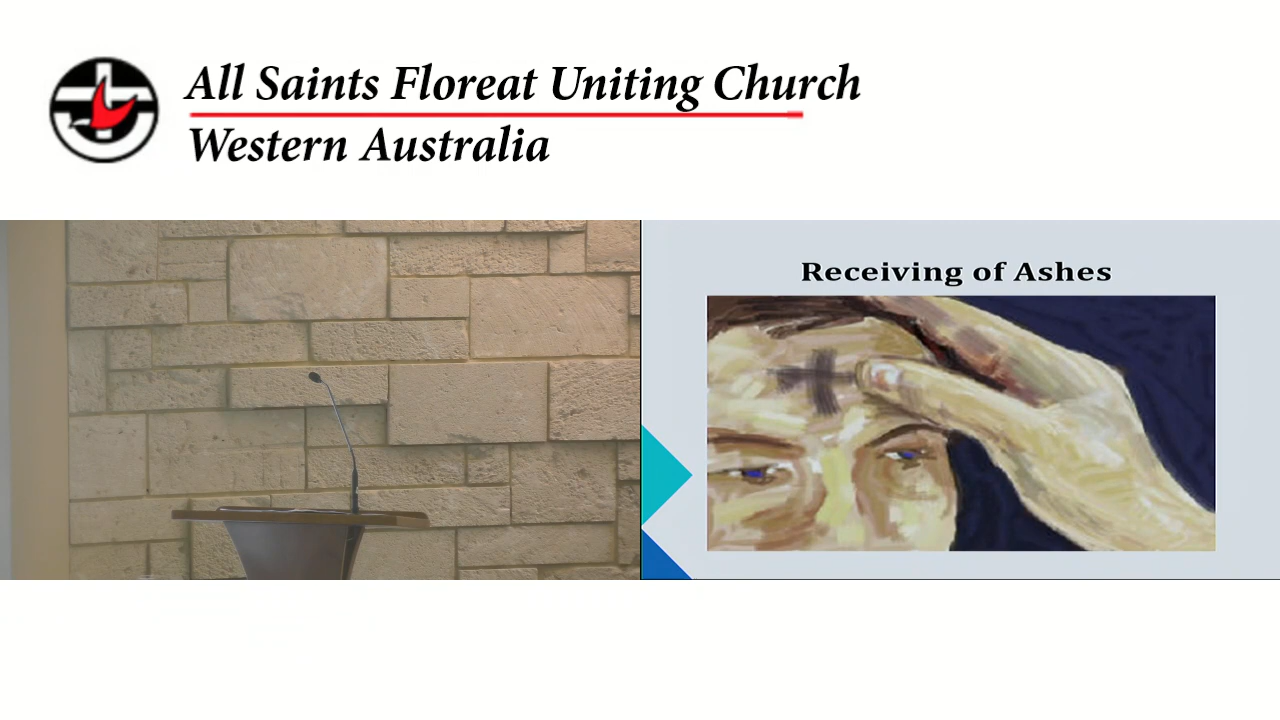 All Saints Floreat Uniting Church
Western Australia
Receiving of Ashes